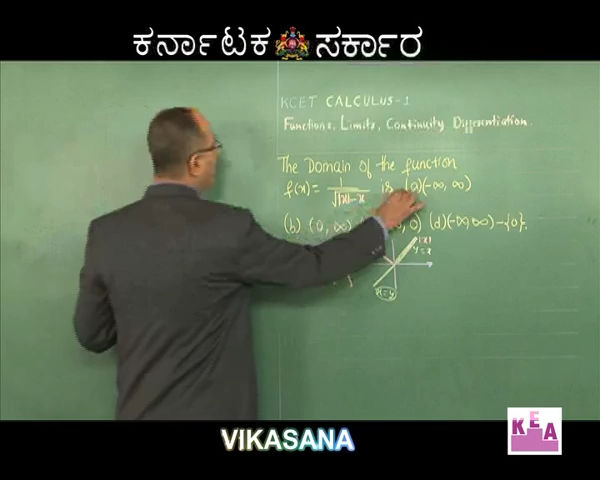 ಕರ್ನಾಟಕ ಸರ್ಕಾರ
KCET CALCULUS-1
Functions, Limits, Continuity Differentiation.
The Domain of the function
f(x) = 1/√|x|-x is (a)(-∞, ∞)
(b) (0, ∞) , 0) (d)(-∞,∞)-{0}.
|x|
y=x
x=y
VIKASANA
KEA